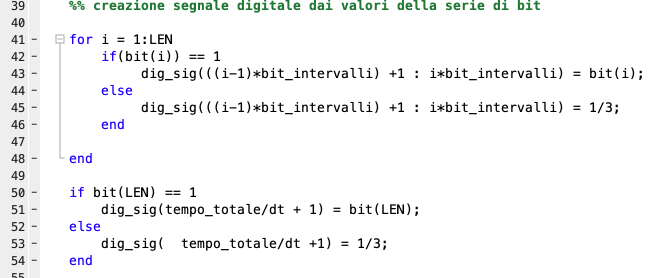 39 %% creazione segnale digitale dai valori della serie di bit
40
41 - for i = 1:LEN
42 - if(bit(i)) == 1
43 - dig_sig(((i-1)*bit_intervalli) +1 : i*bit_intervalli) = bit(i);
44 - else
45 - dig_sig(((i-1)*bit_intervalli) +1 : i*bit_intervalli) = 1/3;
46 - end
47
48 - end
49
50 - if bit(LEN) == 1
51 - dig_sig(tempo_totale/dt + 1) = bit(LEN);
52 - else
53 - dig_sig(  tempo_totale/dt +1) = 1/3;
54 - end
55